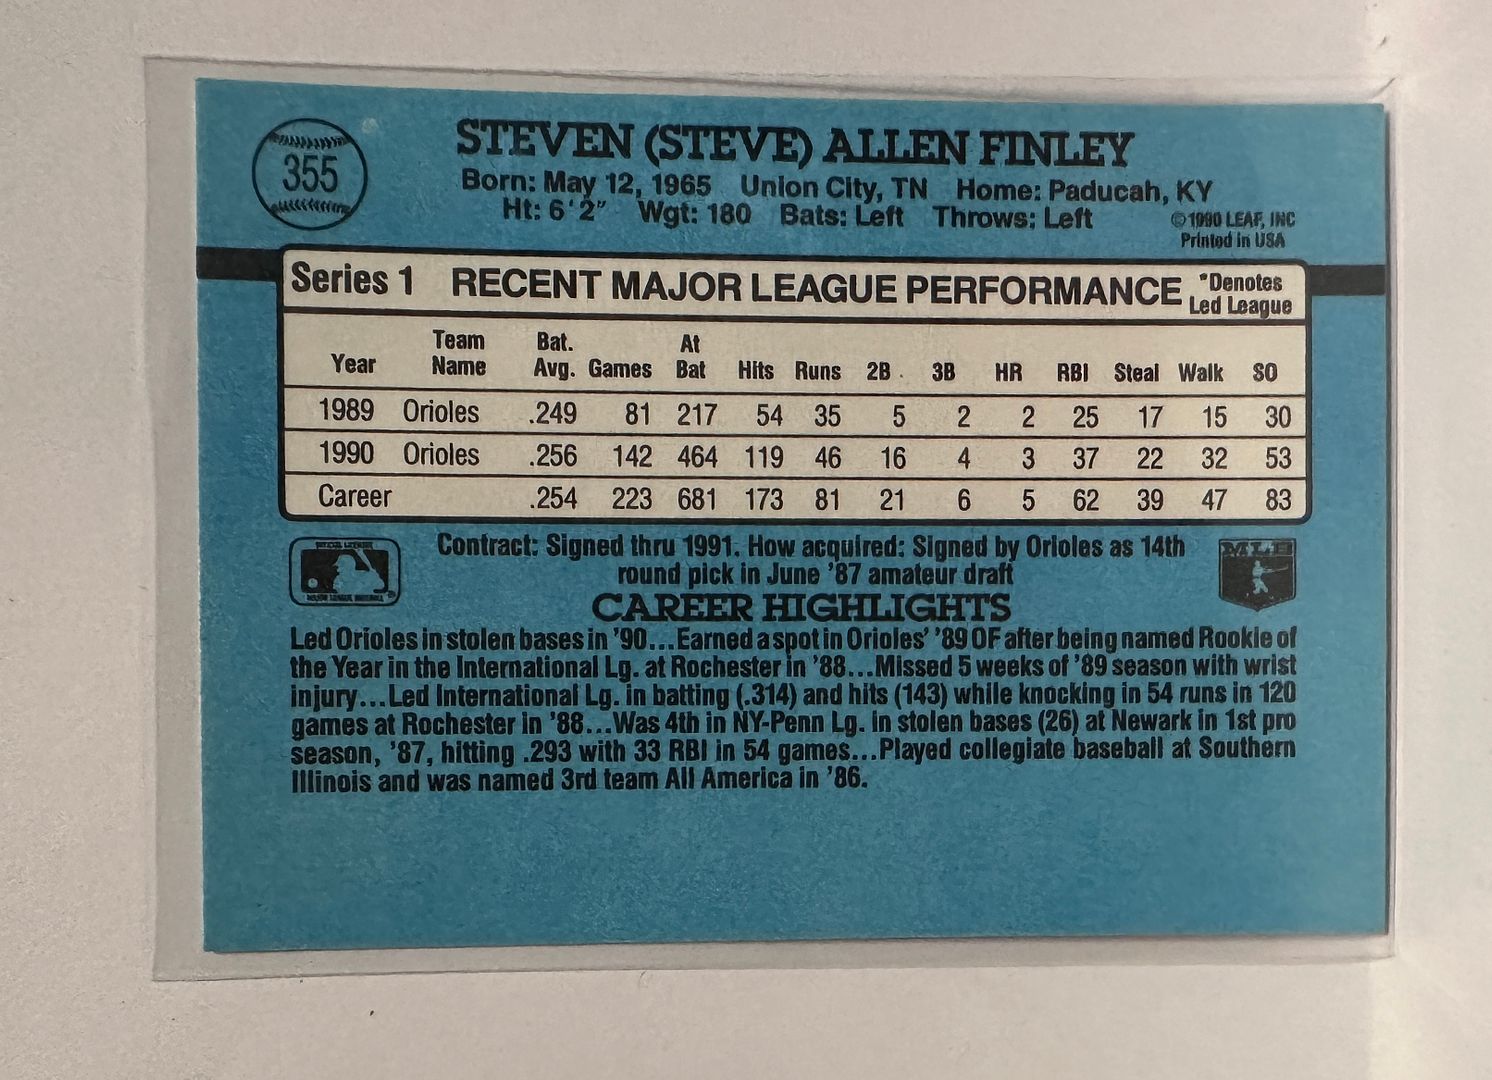 355
STEVEN (STEVE) ALLEN FINLEY
Born: May 12, 1965 Union City, TN Home: Paducah, KY
Ht: 6'2" Wgt: 180 Bats: Left Throws: Left
©1990 LEAF, INC
Printed in USA
Series 1 RECENT MAJOR LEAGUE PERFORMANCE *Denotes
Led League
Year Team Name Bat. Avg. Games At Bat Hits Runs 2B 3B HR RBI Steal Walk SO
1989 Orioles .249 81 217 54 35 5 2 2 25 17 15 30
1990 Orioles .256 142 464 119 46 16 4 3 37 22 32 53
Career .254 223 681 173 81 21 6 5 62 39 47 83
Contract: Signed thru 1991. How acquired: Signed by Orioles as 14th
round pick in June '87 amateur draft
MLB
CAREER HIGHLIGHTS
Led Orioles in stolen bases in '90...Earned a spot in Orioles' '89 OF after being named Rookie of
the Year in the International Lg. at Rochester in '88...Missed 5 weeks of '89 season with wrist
injury...Led International Lg. in batting (.314) and hits (143) while knocking in 54 runs in 120
games at Rochester in '88...Was 4th in NY-Penn Lg. in stolen bases (26) at Newark in 1st pro
season, '87, hitting .293 with 33 RBI in 54 games...Played collegiate baseball at Southern
Illinois and was named 3rd team All America in '86.